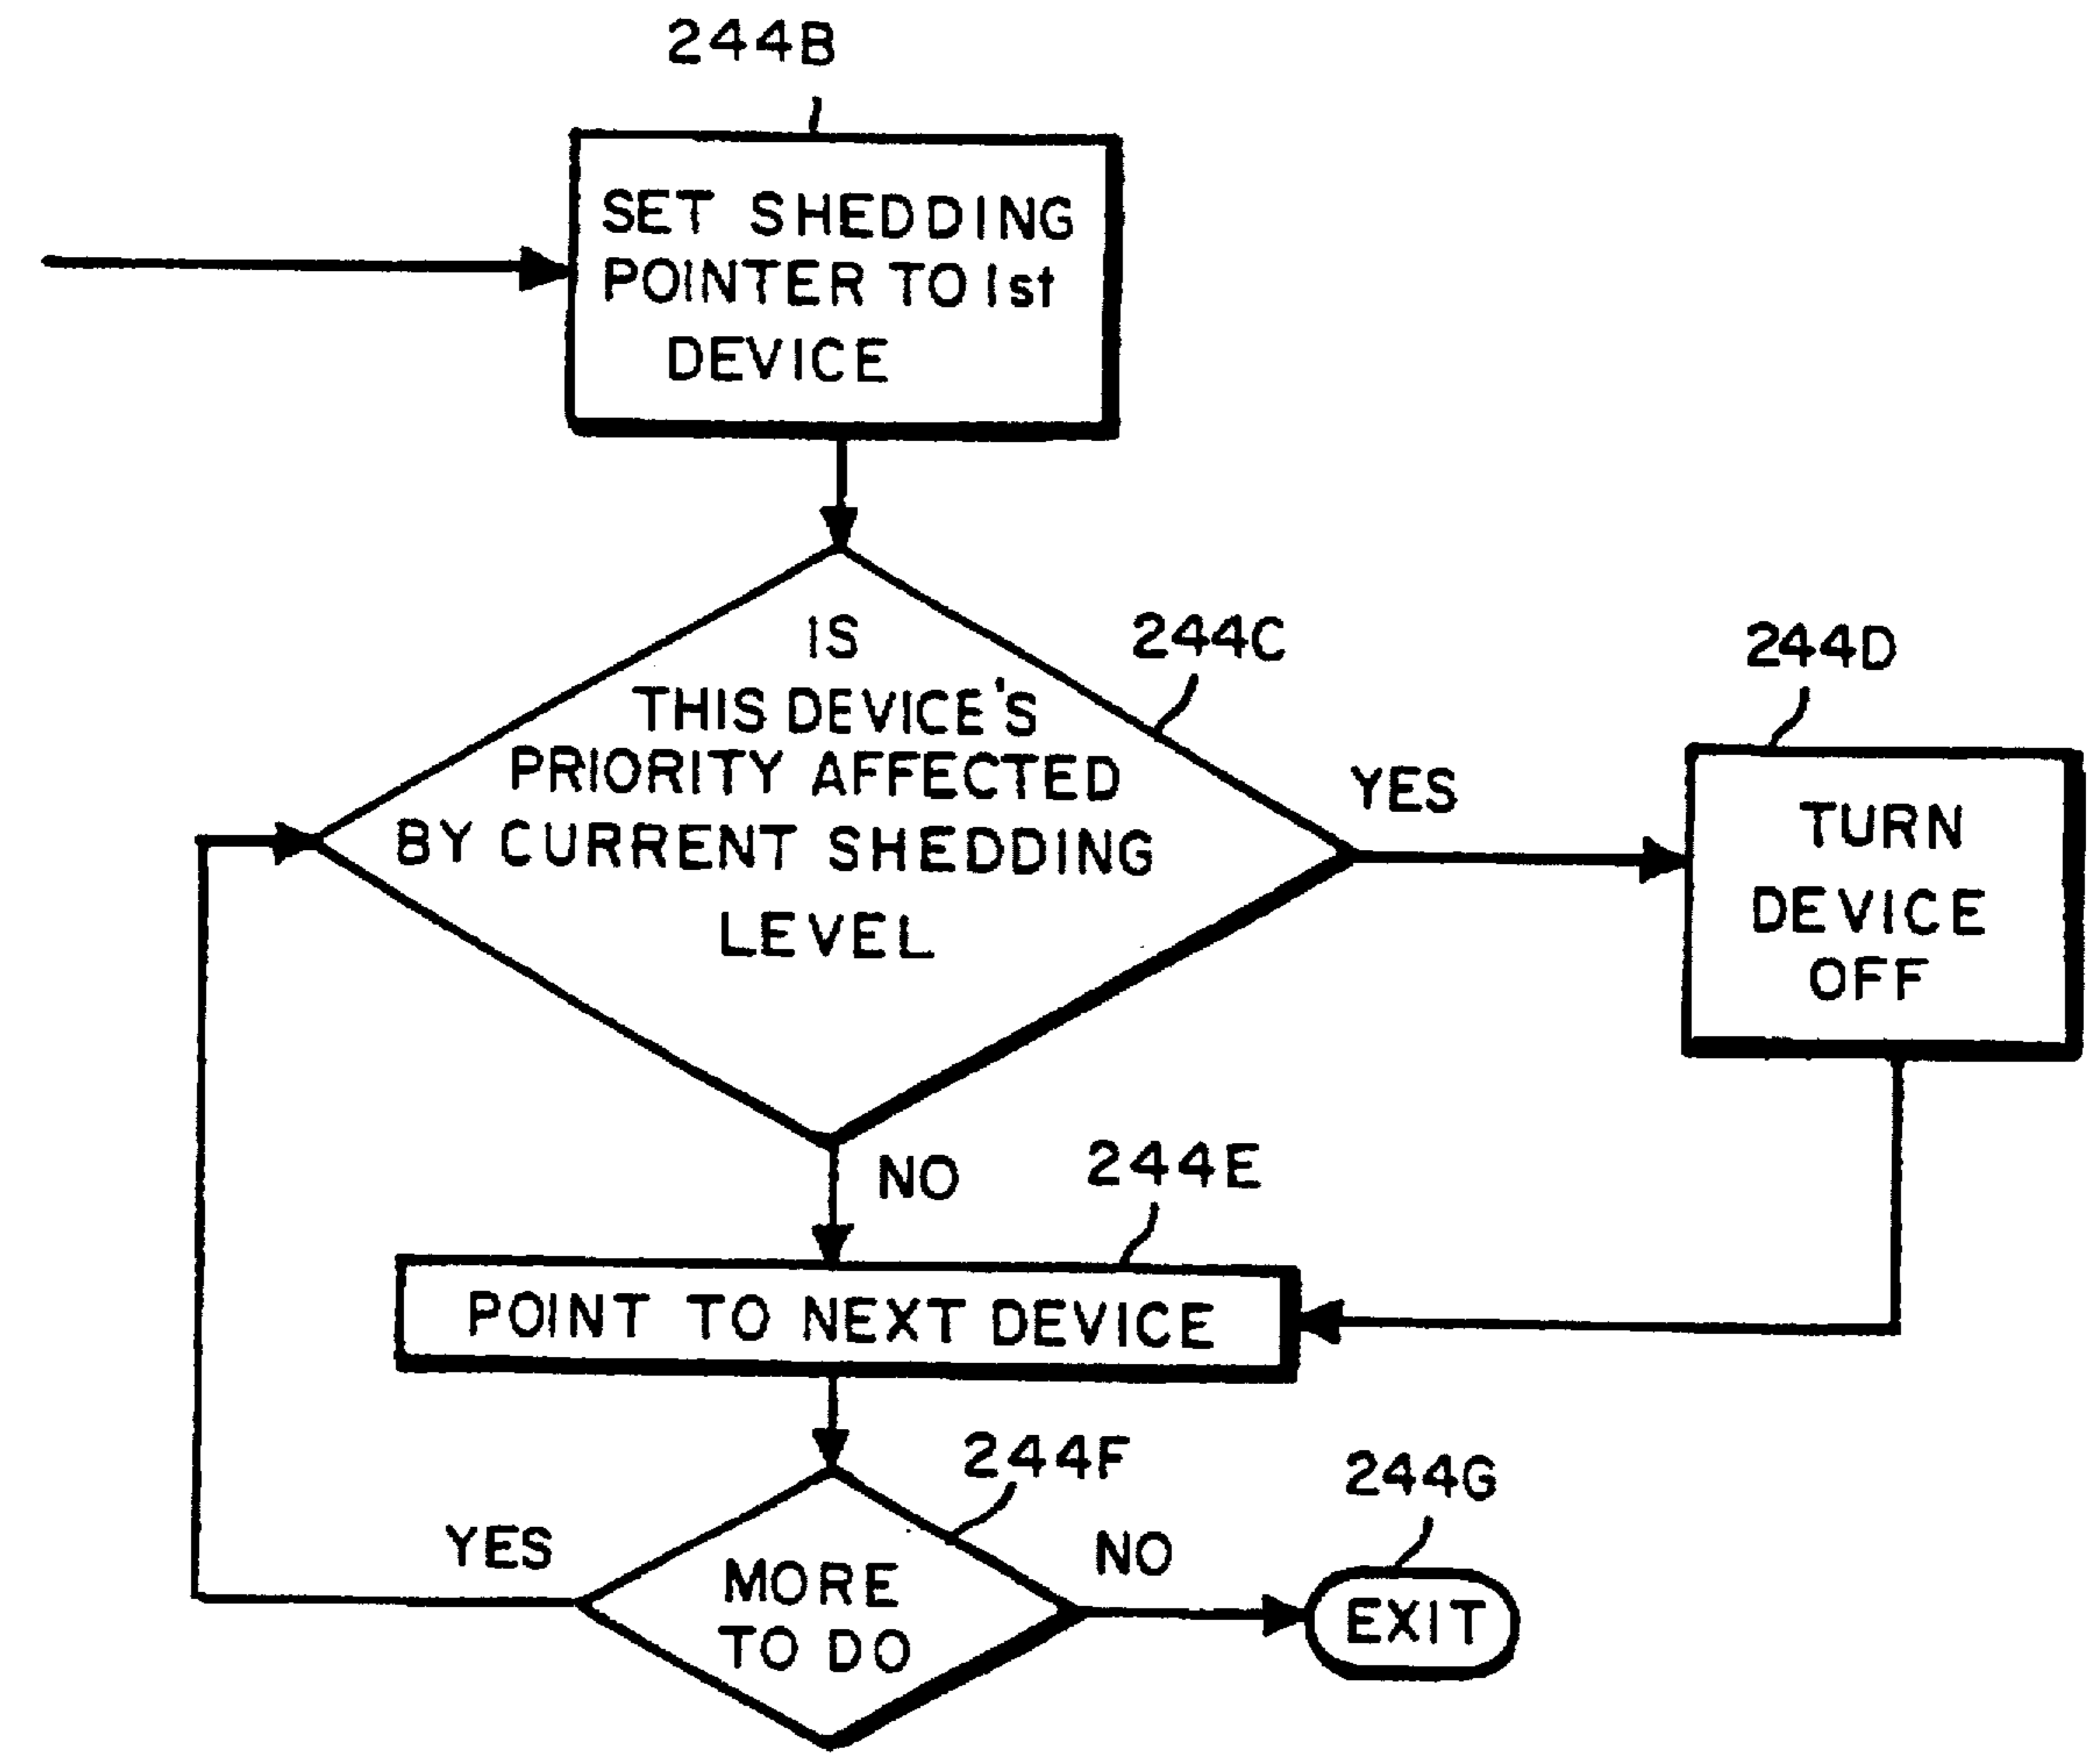 244B
SET SHEDDING
POINTER TO 1st
DEVICE
IS
THIS DEVICE'S
PRIORITY AFFECTED
BY CURRENT SHEDDING
LEVEL
244C
YES
244D
TURN
DEVICE
OFF
NO
244E
POINT TO NEXT DEVICE
244F
YES
MORE
TO DO
NO
244G
EXIT